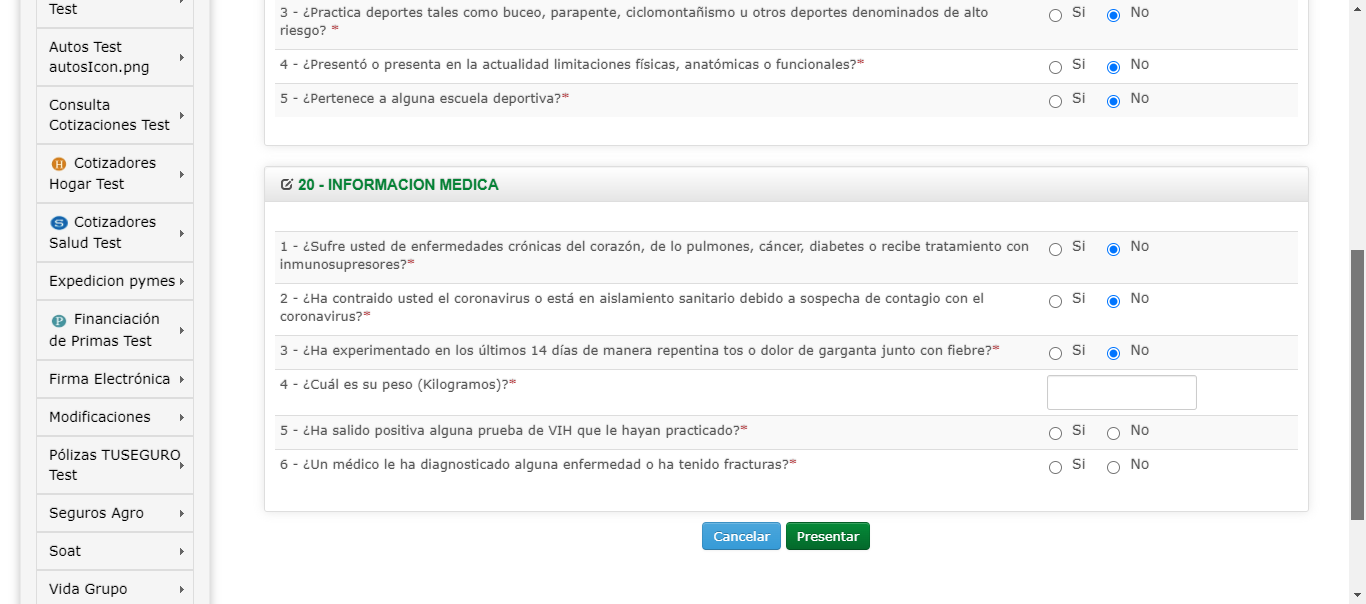 Test
Autos Test
autosIcon.png
Consulta
Cotizaciones Test
H Cotizadores
Hogar Test
S Cotizadores
Salud Test
Expedicion pymes
P Financiación
de Primas Test
Firma Electrónica
Modificaciones
Pólizas TUSEGURO
Test
Seguros Agro
Soat
Vida Grupo
3 - ¿Practica deportes tales como buceo, parapente, ciclomontañismo u otros deportes denominados de alto
riesgo? * Si No
4 - ¿Presentó o presenta en la actualidad limitaciones físicas, anatómicas o funcionales?* Si No
5 - ¿Pertenece a alguna escuela deportiva?* Si No
20 - INFORMACION MEDICA
1 - ¿Sufre usted de enfermedades crónicas del corazón, de lo pulmones, cáncer, diabetes o recibe tratamiento con
inmunosupresores?* Si No
2 - ¿Ha contraido usted el coronavirus o está en aislamiento sanitario debido a sospecha de contagio con el
coronavirus?* Si No
3 - ¿Ha experimentado en los últimos 14 días de manera repentina tos o dolor de garganta junto con fiebre?* Si No
4 - ¿Cuál es su peso (Kilogramos)?*
5 - ¿Ha salido positiva alguna prueba de VIH que le hayan practicado?* Si No
6 - ¿Un médico le ha diagnosticado alguna enfermedad o ha tenido fracturas?* Si No
Cancelar Presentar